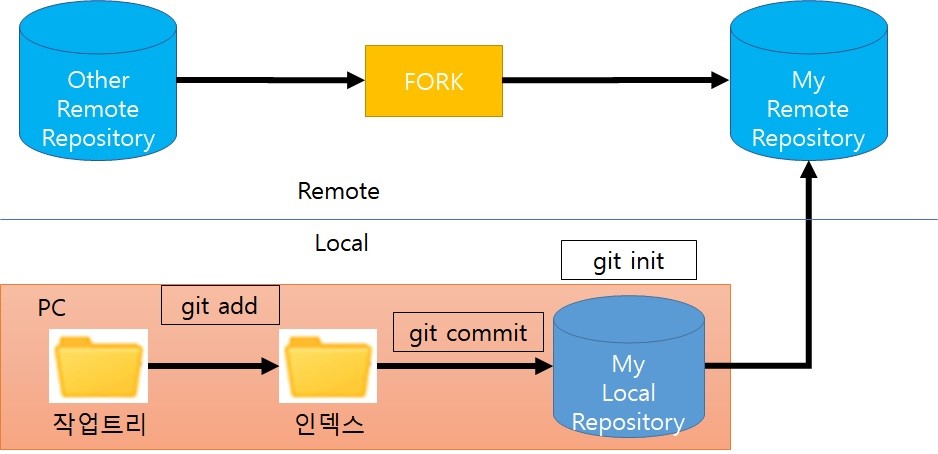 Other
Remote
Repository
FORK
My
Remote
Repository
Remote
Local
git init
PC
git add
git commit
My
Local
Repository
작업트리
인덱스